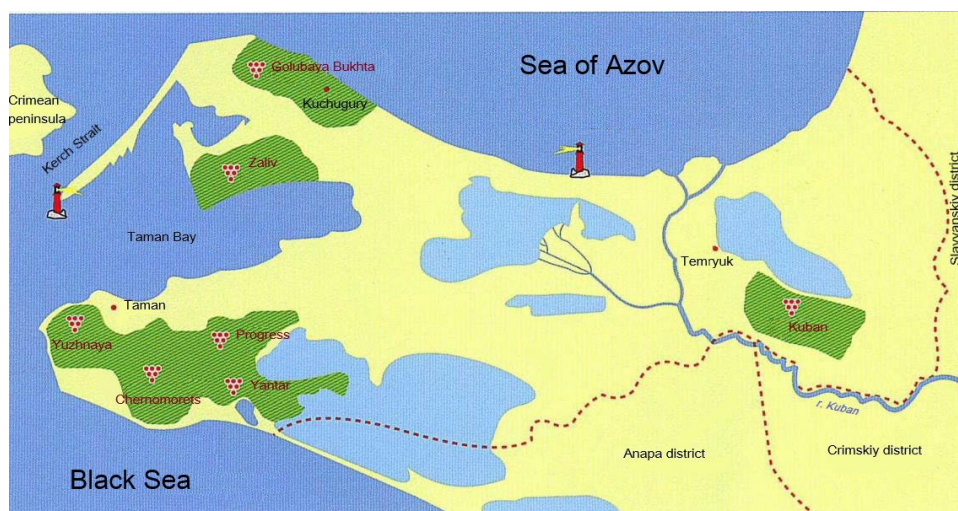 Golubaya Bukhta
Sea of Azov
Crimean
peninsula
Kuchugury
Kerch Strait
Zaliv
Slavyanskiy district
Taman Bay
Temryuk
Taman
Kuban
Progress
Yuzhnaya
Yantar
Chernomorets
r. Kuban
Anapa district
Crimskiy district
Black Sea